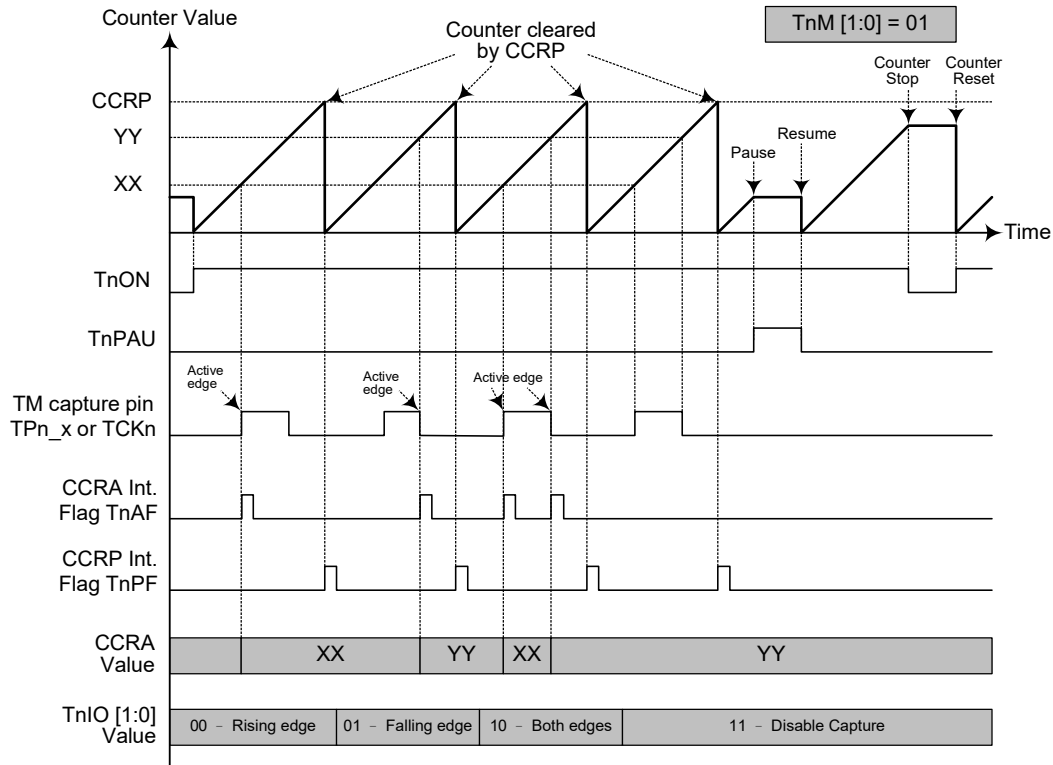 Counter Value
TnM [1:0] = 01
Counter cleared
by CCRP
Counter
Stop
Counter
Reset
CCRP
YY
XX
Pause
Resume
Time
TnON
TnPAU
Active
edge
Active
edge
Active edge
TM capture pin
TPn_x or TCKn
CCRA Int.
Flag TnAF
CCRP Int.
Flag TnPF
CCRA
Value
XX
YY
XX
YY
TnIO [1:0]
Value
00 – Rising edge
01 – Falling edge
10 – Both edges
11 – Disable Capture